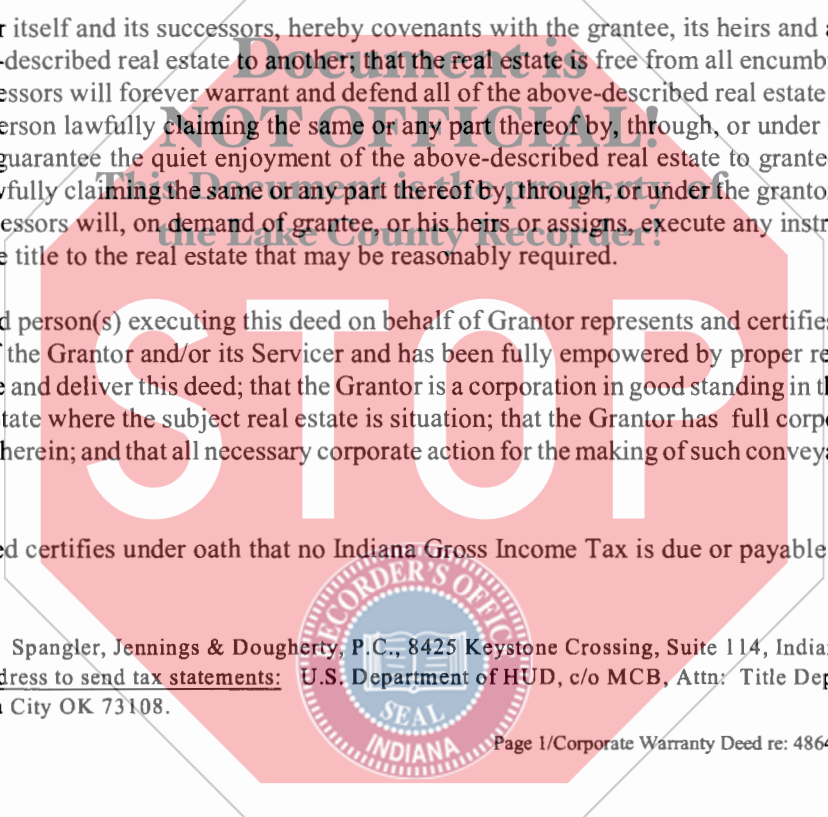 r itself and its successors, hereby covenants with the grantee, its heirs and a
-described real estate to another; that the real estate is free from all encumb
essors will forever warrant and defend all of the above-described real estate
erson lawfully claiming the same or any part thereof by, through, or under
guarantee the quiet enjoyment of the above-described real estate to grante
fully claiming the same or any part thereof by, through, or under the granto
essors will, on demand of grantee, or his heirs or assigns, execute any instr
e title to the real estate that may be reasonably required.
Document is
NOT OFFICIAL!
This Document is the property of
the Lake County Recorder!
d person(s) executing this deed on behalf of Grantor represents and certifies
the Grantor and/or its Servicer and has been fully empowered by proper re
e and deliver this deed; that the Grantor is a corporation in good standing in th
tate where the subject real estate is situation; that the Grantor has full corpo
herein; and that all necessary corporate action for the making of such conveya
STOP
ed certifies under oath that no Indiana Gross Income Tax is due or payable
Spangler, Jennings & Dougherty, P.C., 8425 Keystone Crossing, Suite 114, Indian
dress to send tax statements: U.S. Department of HUD, c/o MCB, Attn: Title Dep
City OK 73108.
RECORDER'S OFFIC
SEAL
INDIANA
Page 1/Corporate Warranty Deed re: 4864